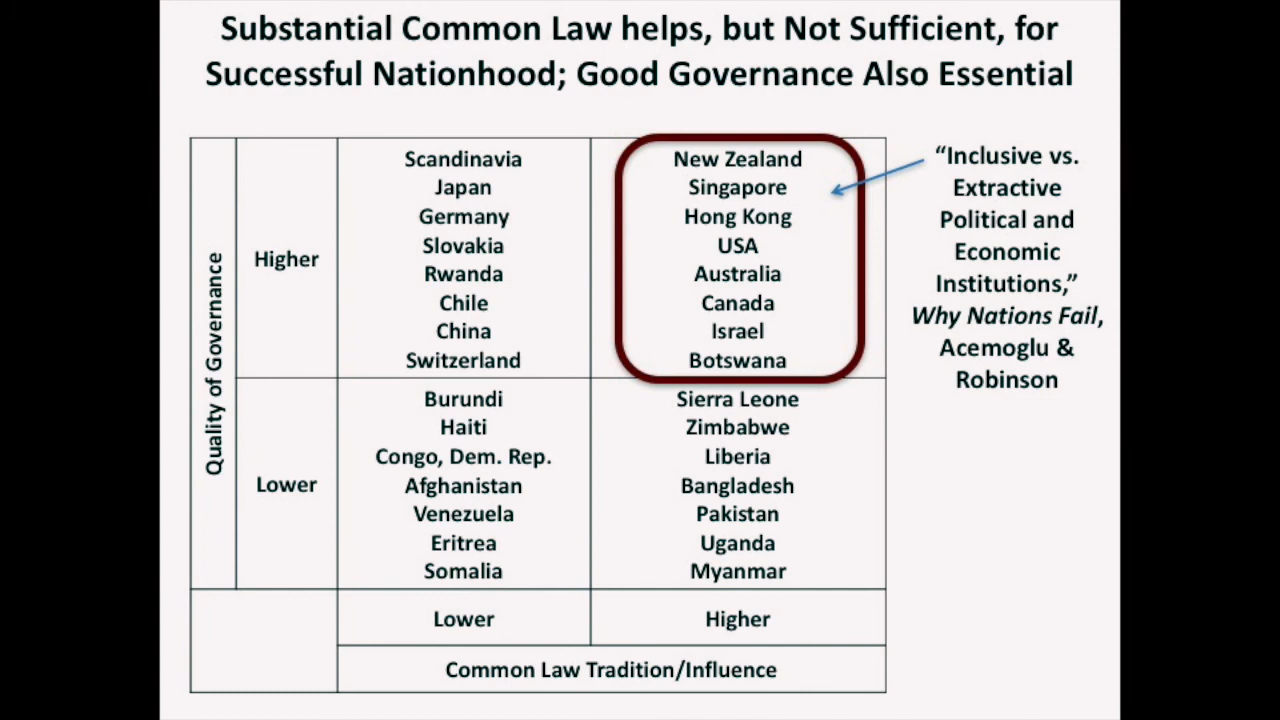 Substantial Common Law helps, but Not Sufficient, for
Successful Nationhood; Good Governance Also Essential
Quality of Governance
Higher
Scandinavia
Japan
Germany
Slovakia
Rwanda
Chile
China
Switzerland
New Zealand
Singapore
Hong Kong
USA
Australia
Canada
Israel
Botswana
“Inclusive vs.
Extractive
Political and
Economic
Institutions,”
Why Nations Fail,
Acemoglu &
Robinson
Lower
Burundi
Haiti
Congo, Dem. Rep.
Afghanistan
Venezuela
Eritrea
Somalia
Sierra Leone
Zimbabwe
Liberia
Bangladesh
Pakistan
Uganda
Myanmar
Lower
Higher
Common Law Tradition/Influence